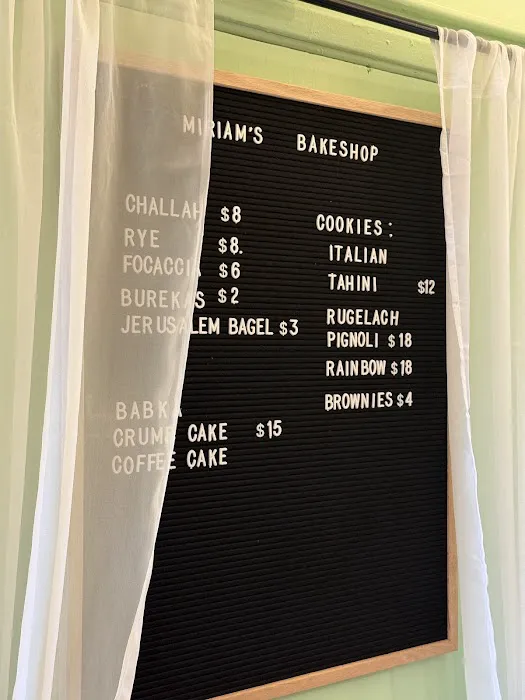 MIRIAM'S BAKESHOP
CHALLAH $8
RYE $8.
FOCACCIA $6
BUREKAS $2
JERUSALEM BAGEL $3
BABKA
CRUMB CAKE $15
COFFEE CAKE
COOKIES:
ITALIAN
TAHINI $12
RUGELACH
PIGNOLI $18
RAINBOW $18
BROWNIES $4